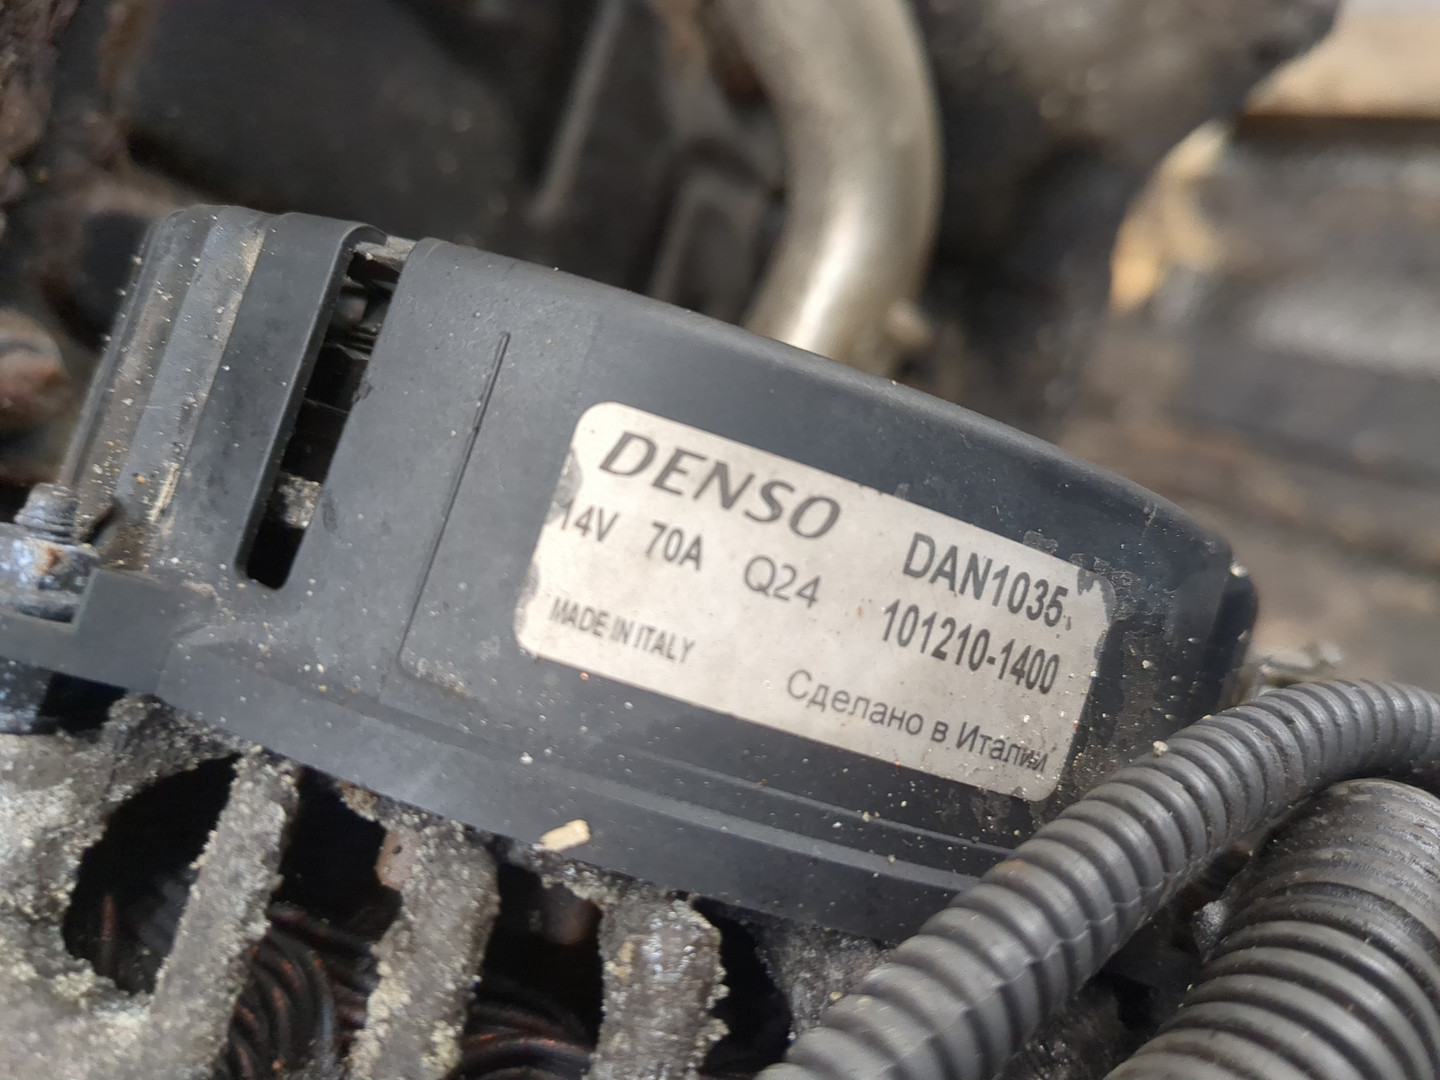 DENSO DAN1035
14V 70A Q24 101210-1400
MADE IN ITALY Сделано в Италии